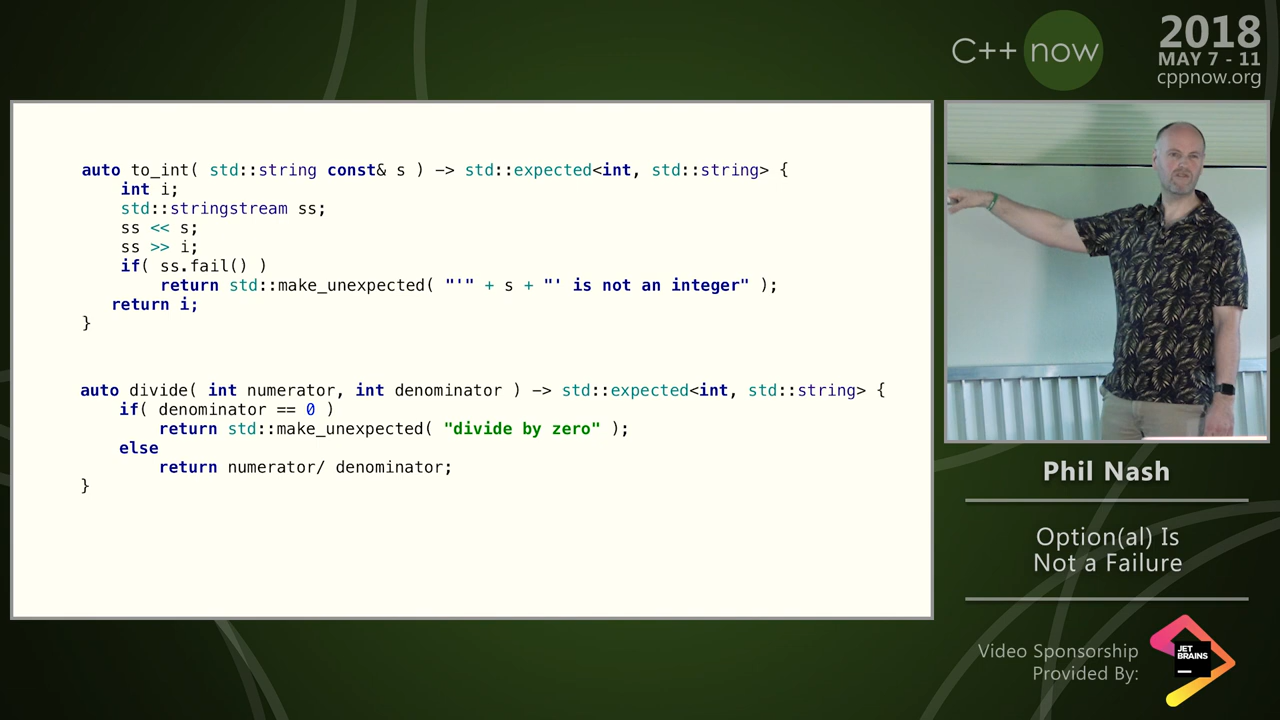 C++ now
2018
MAY 7 - 11
cppnow.org
auto to_int( std::string const& s ) -> std::expected<int, std::string> {
    int i;
    std::stringstream ss;
    ss << s;
    ss >> i;
    if( ss.fail() )
        return std::make_unexpected( "'" + s + "' is not an integer" );
   return i;
}
auto divide( int numerator, int denominator ) -> std::expected<int, std::string> {
    if( denominator == 0 )
        return std::make_unexpected( "divide by zero" );
    else
        return numerator/ denominator;
}
Phil Nash
Option(al) Is
Not a Failure
Video Sponsorship
Provided By:
JET
BRAINS